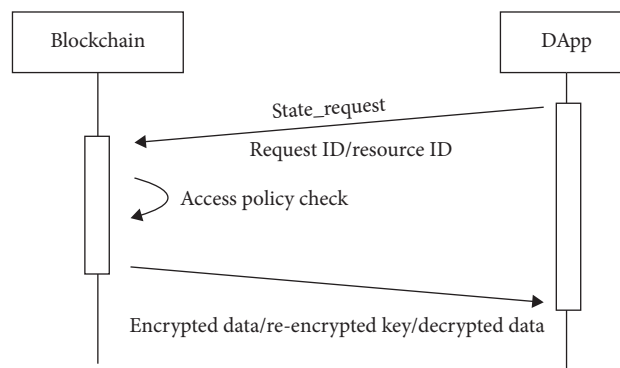 Blockchain
DApp
State_request
Request ID/resource ID
Access policy check
Encrypted data/re-encrypted key/decrypted data